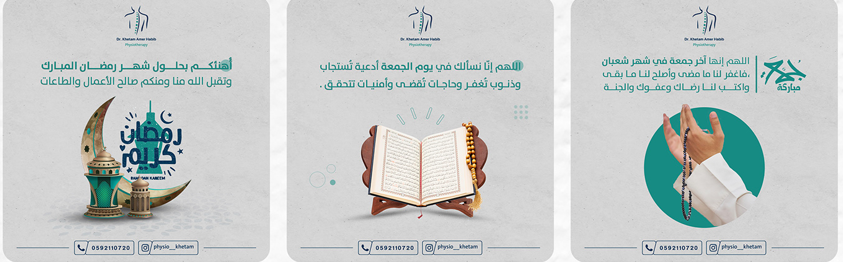 Dr. Khetam Amer Habib
Physiotherapy
أهنئكم بحلول شهر رمضان المبارك
وتقبل الله منا ومنكم صالح الأعمال والطاعات
رمضان
كريم
RAMADAN KAREEM
0592110720
physio__khetam
Dr. Khetam Amer Habib
Physiotherapy
اللهم إنّا نسألك في يوم الجمعة أدعية تُستجاب
وذنوب تُغفر وحاجات تُقضى وأمنيات تتحقق .
0592110720
physio__khetam
Dr. Khetam Amer Habib
Physiotherapy
جمعة
مباركة
اللهم إنها آخر جمعة في شهر شعبان
،فاغفر لنا ما مضى وأصلح لنا ما بقى
واكتب لنا رضاك وعفوك والجنة
0592110720
physio__khetam